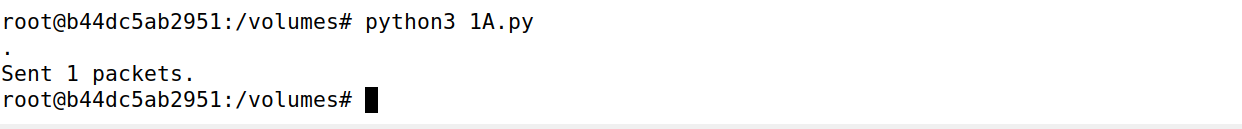 root@b44dc5ab2951:/volumes# python3 1A.py
.
Sent 1 packets.
root@b44dc5ab2951:/volumes#